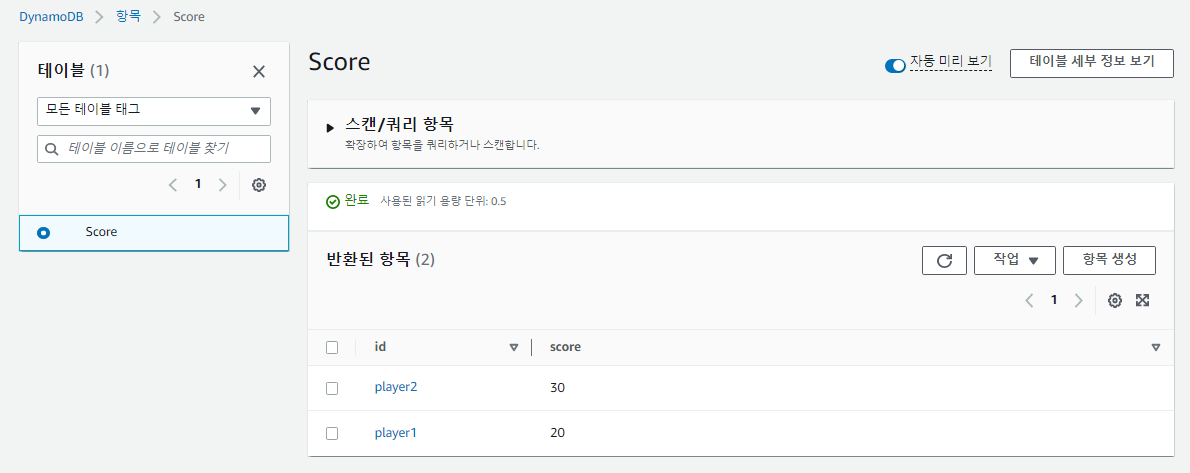 DynamoDB 항목 Score
테이블 (1)
모든 테이블 태그
테이블 이름으로 테이블 찾기
1
Score
Score
자동 미리 보기
테이블 세부 정보 보기
스캔/쿼리 항목
확장하여 항목을 쿼리하거나 스캔합니다.
완료 사용된 읽기 용량 단위: 0.5
반환된 항목 (2)
작업
항목 생성
1
id score
player2 30
player1 20